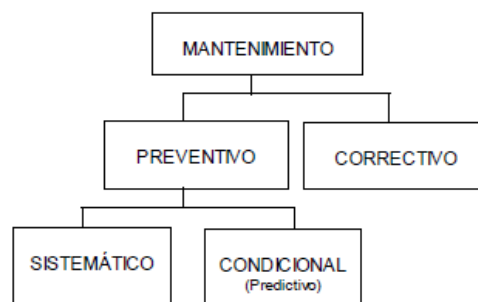 MANTENIMIENTO
PREVENTIVO
CORRECTIVO
SISTEMÁTICO
CONDICIONAL
(Predictivo)